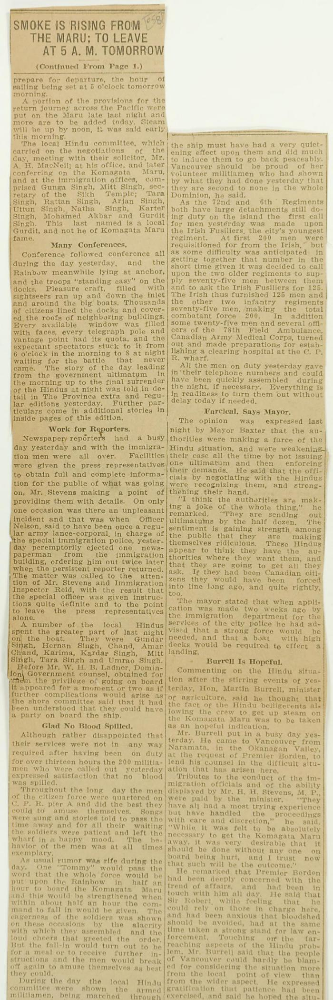 058
SMOKE IS RISING FROM
THE MARU; TO LEAVE
AT 5 A. M. TOMORROW
(Continued From Page 1.)
prepare for departure, the hour of
sailing being set at 5 o'clock tomorrow
morning.
A portion of the provisions for the
return journey across the Pacific were
put on the Maru late last night and
more are to be added today. Steam
will be up by noon, it was said early
this morning.
The local Hindu committee, which
carried on the negotiations of the
day, meeting with their solicitor, Mr.
A. H. MacNeill at his office, and later
conferring on the Komagata Maru,
and at the immigration offices, com-
prised Gunga Singh, Mitt Singh, sec-
retary of the Sikh Temple; Tara
Singh, Rattan Singh, Arjan Singh,
Uttun Singh, Natha Singh, Karter
Singh, Mohamed Akbar and Gurdit
Singh. This last named is a local
Gurdit, and not he of Komagata Maru
fame.
Many Conferences.
Conference followed conference all
during the day yesterday, and the
Rainbow meanwhile lying at anchor,
and the troops "standing easy" on the
docks. Pleasure craft, filled with
sightseers ran up and down the inlet
and around the big boats. Thousands
of citizens lined the docks and cover-
ed the roofs of neighboring buildings.
Every available window was filled
with faces, every telegraph pole and
vantage point had its quota, and the
expectant spectators stuck to it from
6 o'clock in the morning to 8 at night
waiting for the battle that never
came. The story of the day leading
from the government ultimatum in
the morning up to the final surrender
of the Hindus at night was told in de-
tail in The Province extra and regu-
lar editions yesterday. Further par-
ticulars come in additional stories in
inside pages of this edition.
Work for Reporters.
Newspaper reporters had a busy
day yesterday and with the immigra-
tion men were all over. Facilities
were given the press representatives
to obtain full and complete informa-
tion for the public of what was going
on, Mr. Stevens making a point of
providing them with details. On only
one occasion was there an unpleasant
incident and that was when Officer
Nelson, said to have been once a regu-
lar army lance-corporal, in charge of
the special immigration police, yester-
day peremptorily ejected one news-
paperman from the immigration
building, ordering him out twice later
when the persistent reporter returned.
The matter was called to the atten-
tion of Mr. Stevens and Immigration
Inspector Reid, with the result that
the special officer was given instruc-
tions quite definite and to the point
to leave the press representatives
alone.
A number of the local Hindus
spent the greater part of last night
on the boat. They were Gundar
Singh, Hernan Singh, Chand, Amar
Chand, Karima, Kardar Singh, Mitt
Singh, Tara Singh and Umrao Singh.
Before Mr. W. H. B. Ladner, Domin-
ion Government counsel, obtained for
them the privilege of going on board
it appeared for a moment or two as if
further complications would arise as
the shore committee said that it had
been understood that they could have
a party on board the ship.
Glad No Blood Spilled.
Although rather disappointed that
their services were not in any way
required after having been on duty
for over thirteen hours the 200 militia-
men who were called out yesterday
expressed satisfaction that no blood
was spilled.
Throughout the long day the men
of the citizen force were quartered on
C. P. R. pier A and did the best they
could to amuse themselves. Songs
were sung and stories told to pass the
time away and for all their waiting
the soldiers were patient and left the
wharf in a happy mood. The be-
havior of the men was at all times
exemplary.
As usual rumor was rife during the
day. One "Tommy" would pass the
word that the whole force would be
put upon the Rainbow in half an
hour to board the Komagata Maru
and this would be strengthened when
within about half an hour the com-
mand to fall in would be given. The
eagerness of the soldiers was shown
on these occasions by the alacrity
with which they assembled and the
loud cheers that greeted the order.
But the fall-in would turn out to be
for a meal or to receive further in-
structions and the men would break
off again to amuse themselves as best
they could.
During the day the local Hindu
committee were shown the armed
militiamen, being marched through
the ship must have had a very quiet-
ening effect upon them and did much
to induce them to go back peaceably.
Vancouver should be proud of her
volunteer militiamen who had shown
by what they had done yesterday that
they are second to none in the whole
Dominion, he said.
As the 72nd and 6th Regiments
both have large detachments still do-
ing duty on the island the first call
for men yesterday was made upon
the Irish Fusiliers, the city's youngest
regiment. At first 200 men were
requisitioned for from the Irish, but
as some difficulty was anticipated in
getting together that number in the
short time given it was decided to call
upon the two older regiments to sup-
ply seventy-five men between them
and to ask the Irish Fusiliers for 125.
The Irish thus furnished 125 men and
the other two infantry regiments
seventy-five men, making the total
combatant force 200. In addition
some twenty-five men and several offi-
cers of the 78th Field Ambulance,
Canadian Army Medical Corps, turned
out and made preparations for estab-
lishing a clearing hospital at the C. P.
R. wharf.
All the men on duty yesterday gave
in their telephone numbers and could
have been quickly assembled during
the night, if necessary. Everything is
in readiness to turn them out without
delay today if needed.
Farcical, Says Mayor.
The opinion was expressed last
night by Mayor Baxter that the au-
thorities were making a farce of the
Hindu situation, and were weakening
their case all the time by not issuing
one ultimatum and then enforcing
their demands. He said that the offi-
cials by negotiating with the Hindus
were recognizing them, and streng-
thening their hand.
"I think the authorities are mak-
ing a joke of the whole thing," he
remarked. "They are sending out
ultimatums by the half dozen. The
sentiment is gaining strength among
the public that they are making
themselves ridiculous. These Hindus
appear to think they have the au-
thorities where they want them, and
that they are going to get all they
ask. If they had been Canadian citi-
zens they would have been forced
into line long ago, and quite rightly,
too.
The mayor stated that when appli-
cation was made two weeks ago by
the immigration department for the
services of the city police he had ad-
vised that a strong force would be
needed, and that a boat with high
decks would be required to effect a
landing.
Burrell Is Hopeful.
Commenting on the Hindu situa-
tion after the stirring events of yes-
terday, Hon. Martin Burrell, minister
of agriculture, said he thought that
the fact of the Hindu belligerents al-
lowing the crew to get up steam on
the Komagata Maru was to be taken
as an hopeful indication.
Mr. Burrell put in a busy day yes-
terday. He came to Vancouver from
Naramata, in the Okanagan Valley,
at the request of Premier Borden, to
lend his counsel in the difficult situ-
ation that has arisen here.
Tributes to the conduct of the im-
migration officials and of the ability
displayed by Mr. H. H. Stevens, M. P.,
were paid by the minister. "They
have all had a most trying experience
but have handled the proceedings
with care and discretion," he said.
"While it was felt to be absolutely
necessary to get the Komagata Maru
away, it was very desirable that it
should be done without any one on
board being hurt, and I trust now
that such will be the outcome."
He remarked that Premier Borden
had been deeply concerned with the
trend of affairs, and had been in
touch with him all day. He said that
Sir Robert, while feeling that he
could rely on those in charge here,
and had been anxious that bloodshed
should be avoided, had at the same
time taken a strong stand for law en-
forcement. Touching on the far-
reaching aspects of the Hindu prob-
lem, Mr. Burrell said that the people
of Vancouver could hardly be blam-
ed for considering the situation more
from the local point of view than
from the wider aspect. He expressed
gratification that patience had been
exercised, and said he hoped the situ-